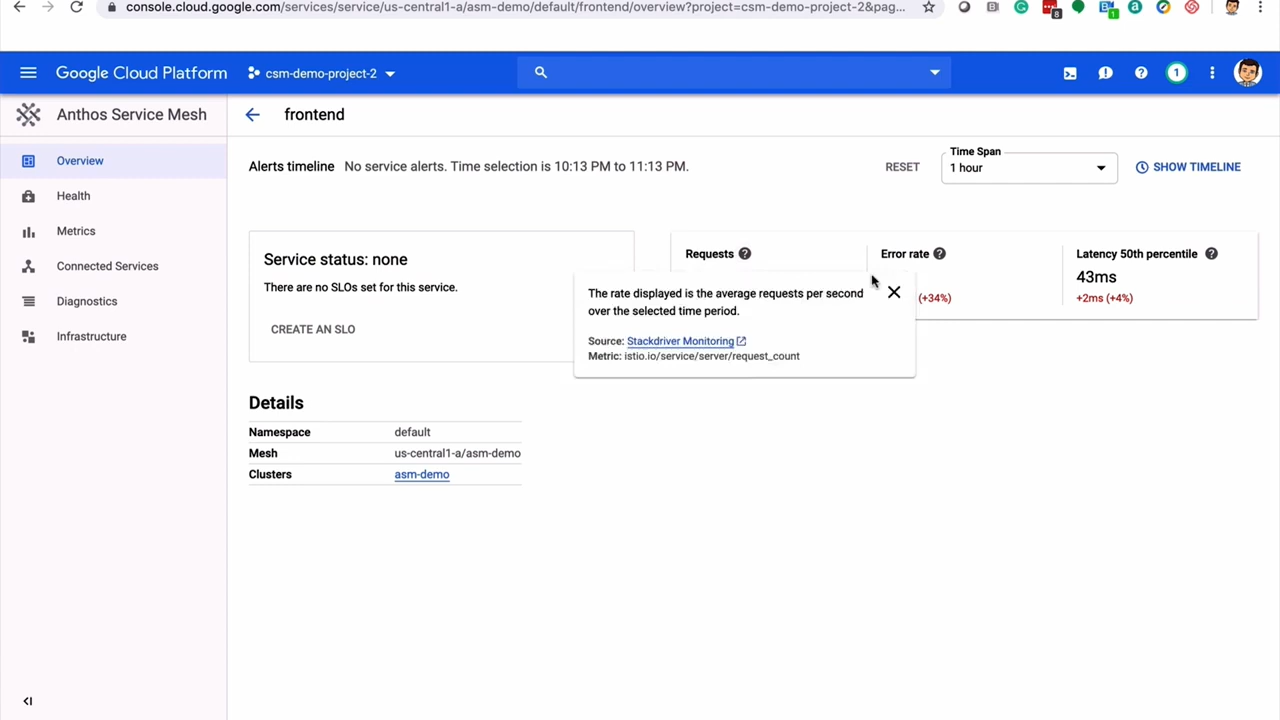 console.cloud.google.com/services/service/us-central1-a/asm-demo/default/frontend/overview?project=csm-demo-project-2&pag...
8
1
Google Cloud Platform
csm-demo-project-2
1
Anthos Service Mesh
frontend
Overview
Health
Metrics
Connected Services
Diagnostics
Infrastructure
Alerts timeline No service alerts. Time selection is 10:13 PM to 11:13 PM.
RESET
Time Span
1 hour
SHOW TIMELINE
Service status: none
There are no SLOs set for this service.
CREATE AN SLO
Requests
Error rate
(+34%)
Latency 50th percentile
43ms
+2ms (+4%)
The rate displayed is the average requests per second
over the selected time period.
Source: Stackdriver Monitoring
Metric: istio.io/service/server/request_count
Details
Namespace default
Mesh us-central1-a/asm-demo
Clusters asm-demo